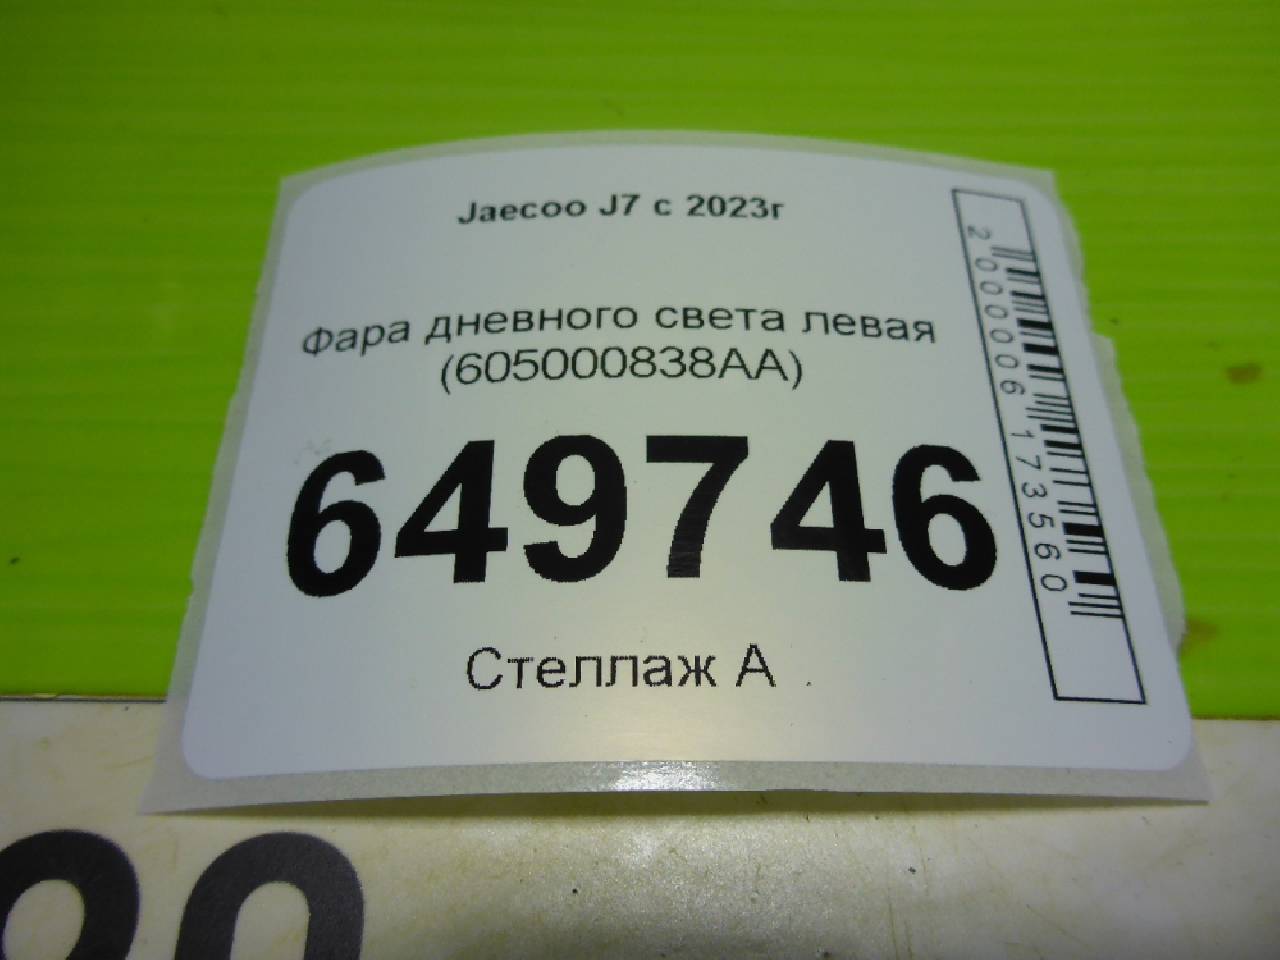 Jaecoo J7 с 2023г
Фара дневного света левая
(605000838AA)
649746
Стеллаж А
2000006173560